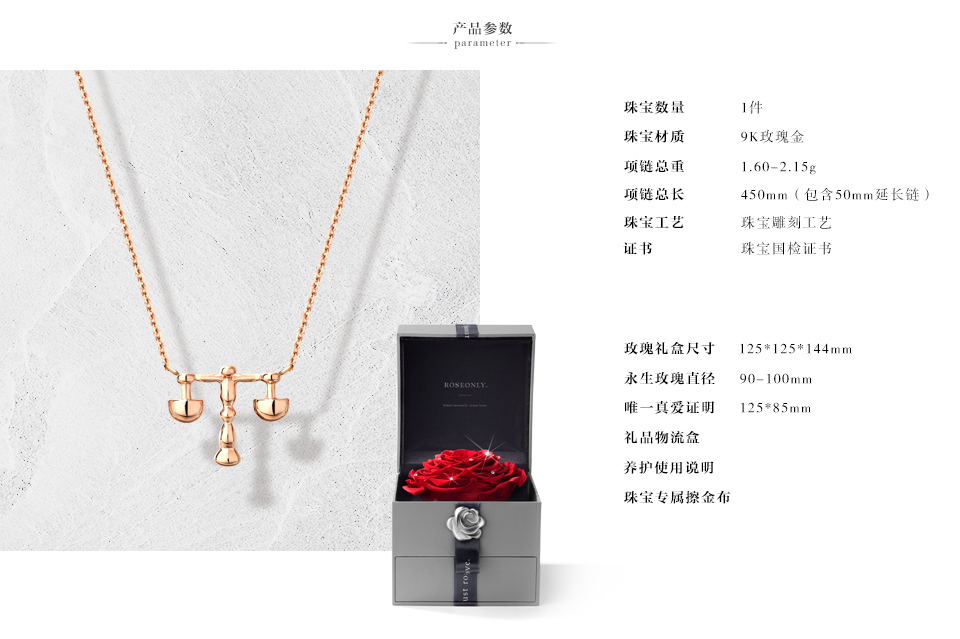 产品参数
parameter
珠宝数量 1件
珠宝材质 9K玫瑰金
项链总重 1.60-2.15g
项链总长 450mm（包含50mm延长链）
珠宝工艺 珠宝雕刻工艺
证书 珠宝国检证书
玫瑰礼盒尺寸 125*125*144mm
永生玫瑰直径 90-100mm
唯一真爱证明 125*85mm
礼品物流盒
养护使用说明
珠宝专属擦金布
ROSEONLY.